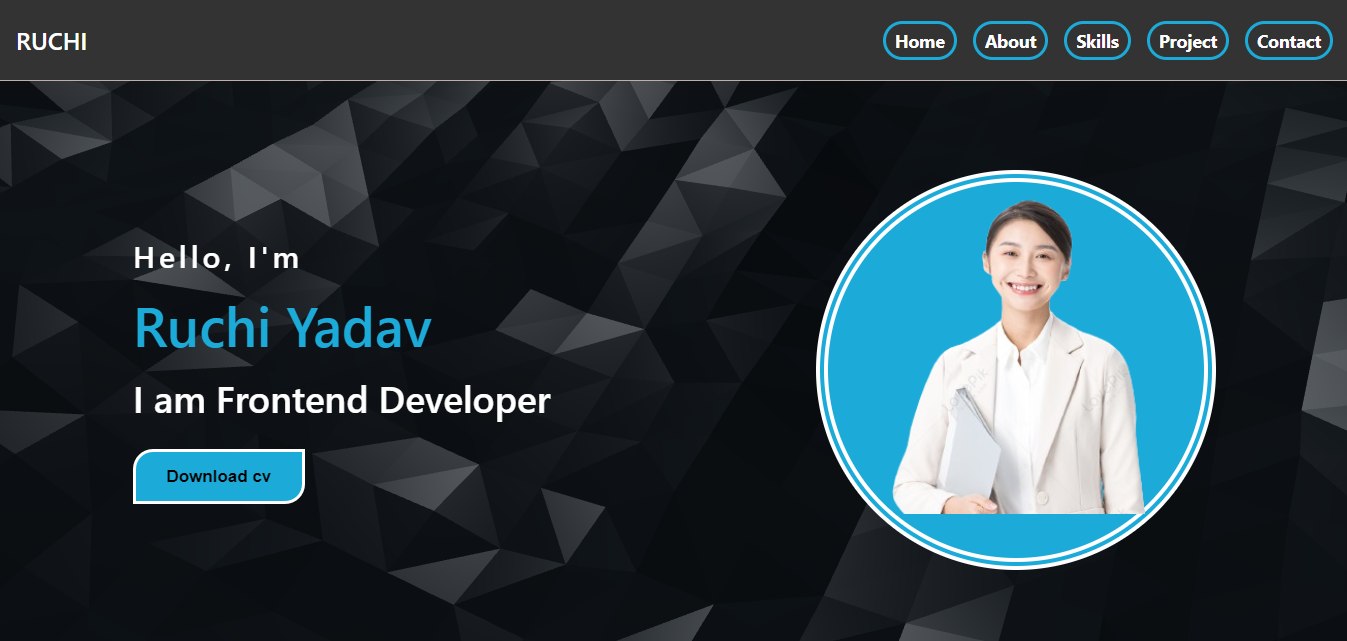 RUCHI
Home About Skills Project Contact
Hello, I'm
Ruchi Yadav
I am Frontend Developer
Download cv